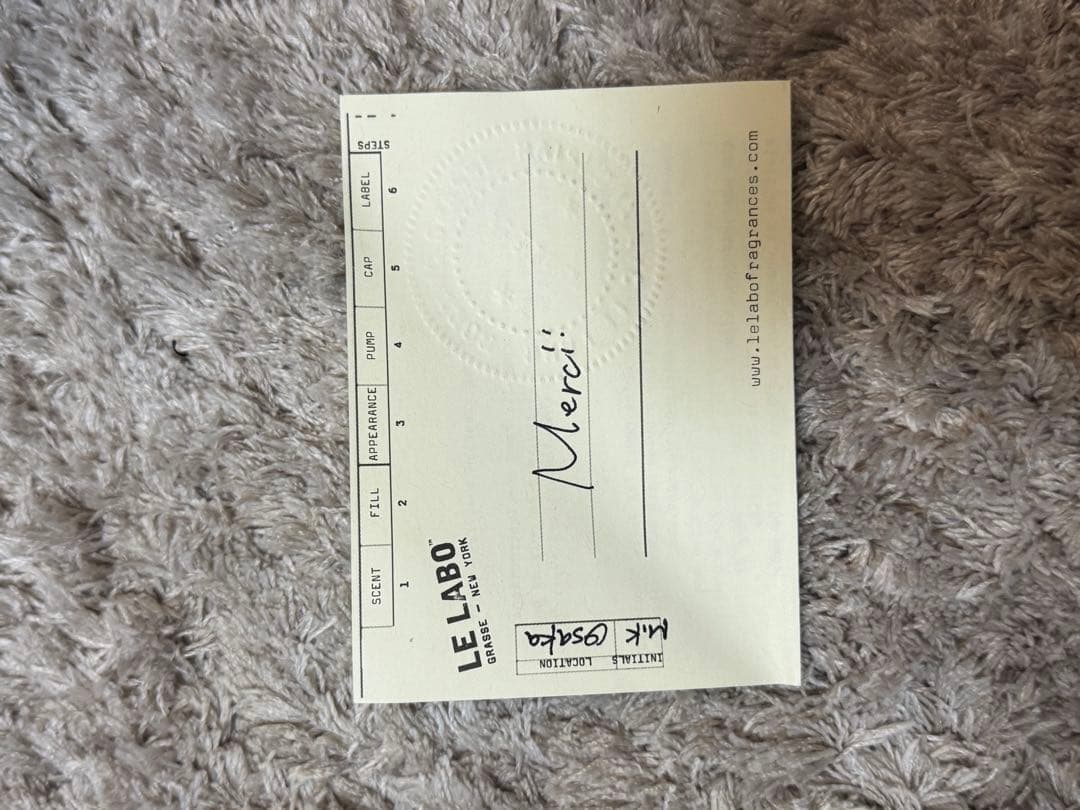 SCENT FILL APPEARANCE PUMP CAP LABEL STEPS
1 2 3 4 5 6
LE LABO™
GRASSE – NEW YORK
LOCATION Osaka
INITIALS M.K
Merci!
www.lelabofragrances.com